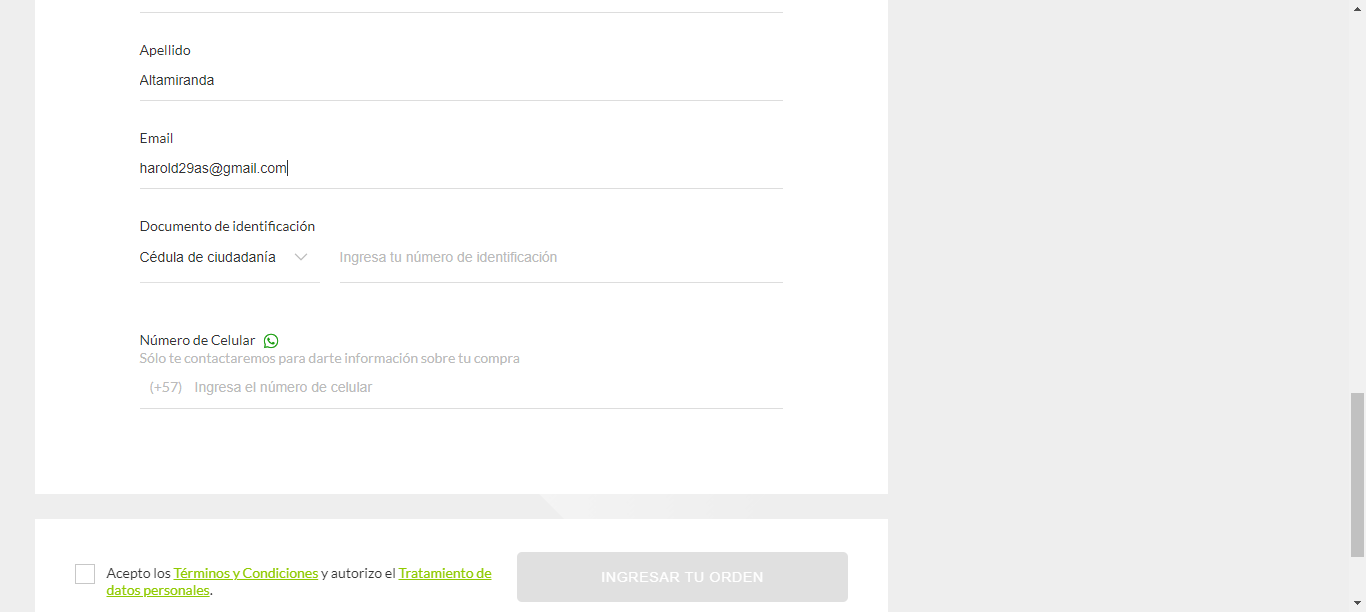 Apellido
Altamiranda
Email
harold29as@gmail.com
Documento de identificación
Cédula de ciudadanía Ingresa tu número de identificación
Número de Celular
Sólo te contactaremos para darte información sobre tu compra
(+57) Ingresa el número de celular
Acepto los Términos y Condiciones y autorizo el Tratamiento de
datos personales.
INGRESAR TU ORDEN